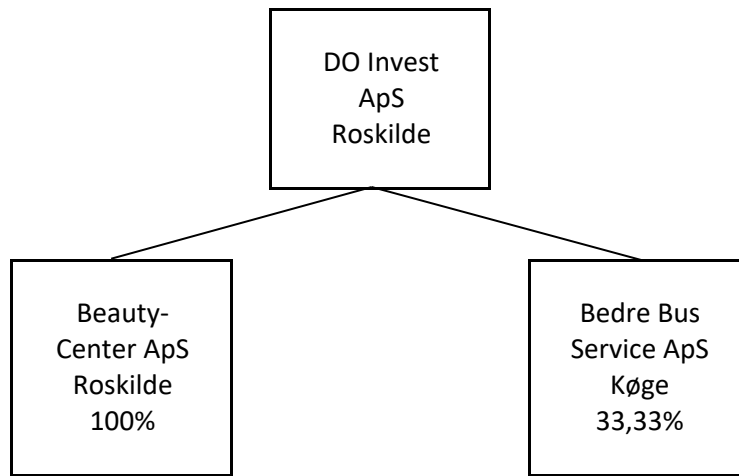 DO Invest
ApS
Roskilde
Beauty-
Center ApS
Roskilde
100%
Bedre Bus
Service ApS
Køge
33,33%